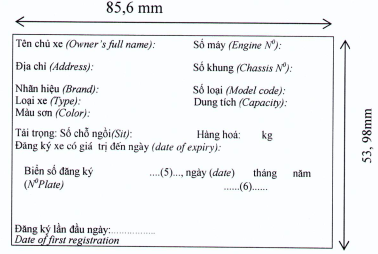 85,6 mm
Tên chủ xe (Owner's full name): Số máy (Engine N⁰):
Địa chỉ (Address): Số khung (Chassis N⁰):
Nhãn hiệu (Brand): Số loại (Model code):
Loại xe (Type): Dung tích (Capacity):
Màu sơn (Color):
Tải trọng: Số chỗ ngồi(Sit): Hàng hoá: kg
Đăng ký xe có giá trị đến ngày (date of expiry):
Biển số đăng ký ....(5)..., ngày (date) tháng năm
(N⁰Plate) ......(6)......
Đăng ký lần đầu ngày:..................
Date of first registration
53, 98mm